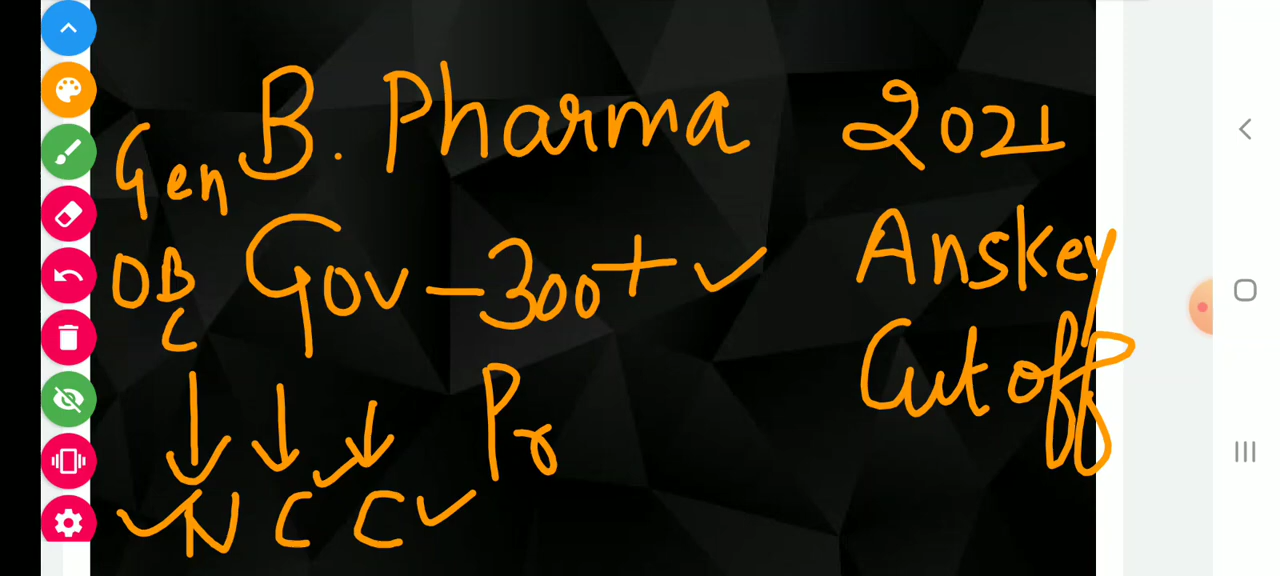 B. Pharma 2021
Gen
OBC Gov - 300+ ✓ Anskey
Cutoff
↓ ↓ ↓ Pr
✓ N C C ✓